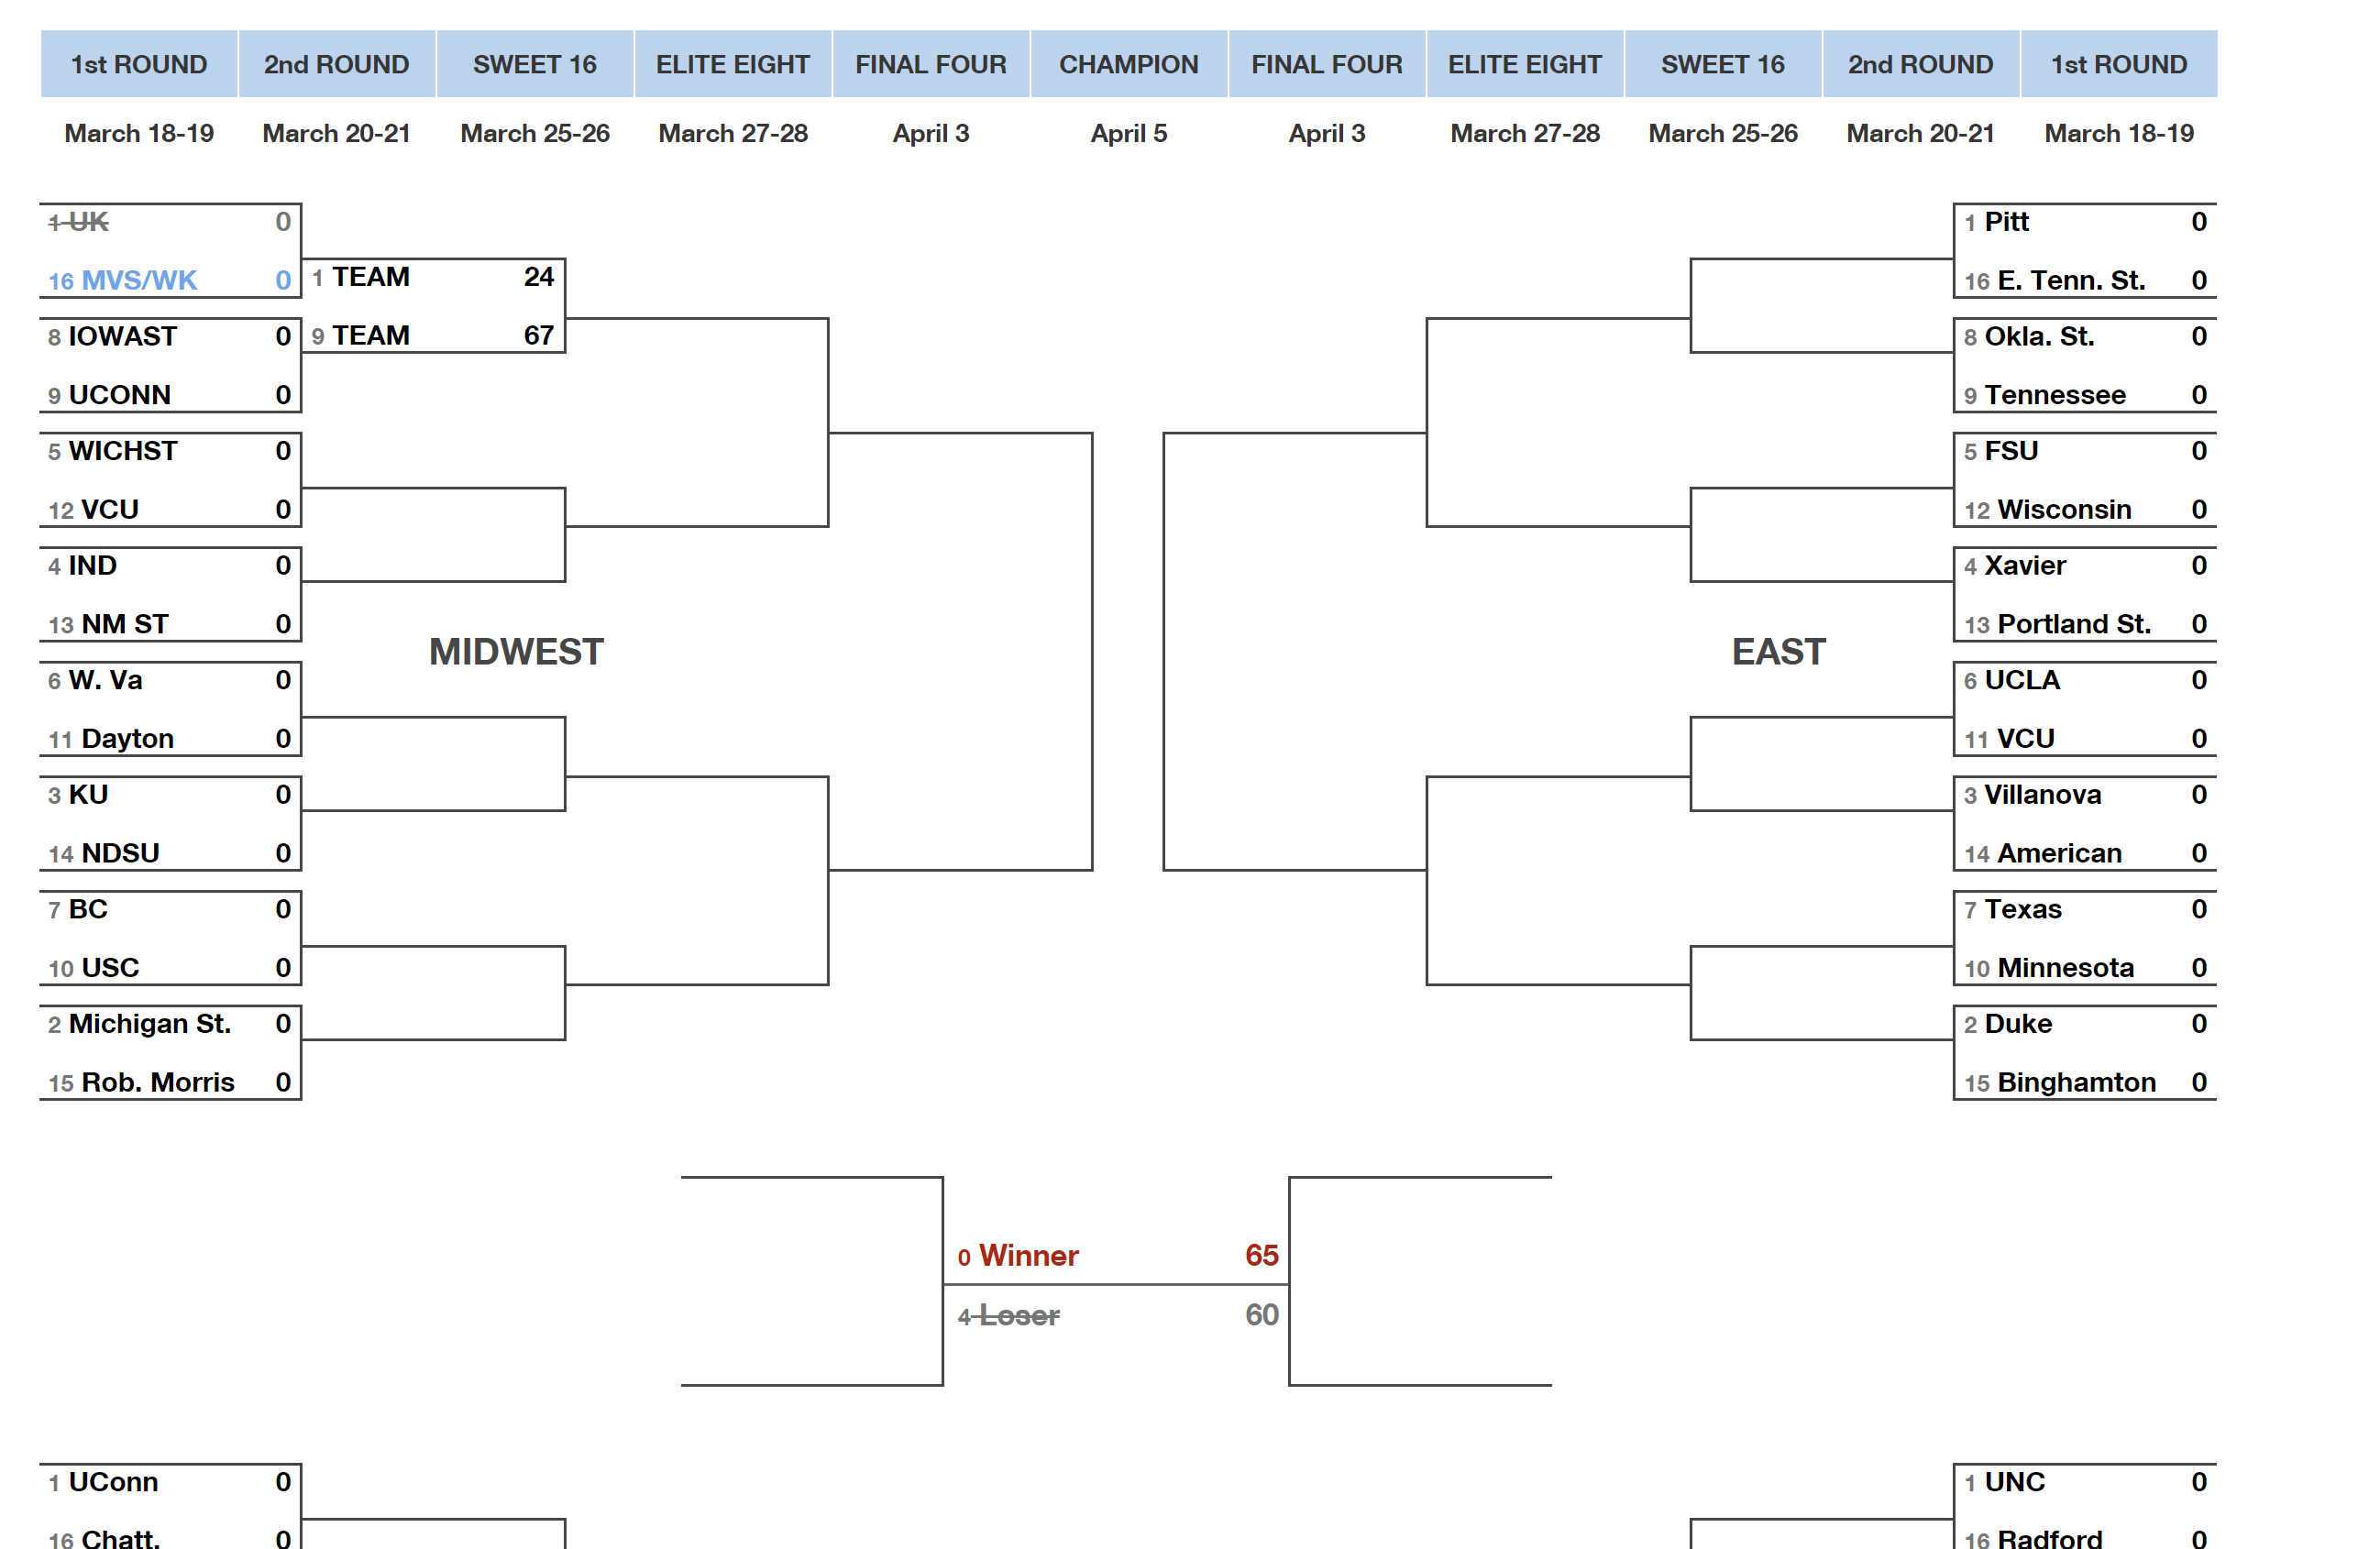 1st ROUND 2nd ROUND SWEET 16 ELITE EIGHT FINAL FOUR CHAMPION FINAL FOUR ELITE EIGHT SWEET 16 2nd ROUND 1st ROUND
March 18-19 March 20-21 March 25-26 March 27-28 April 3 April 5 April 3 March 27-28 March 25-26 March 20-21 March 18-19
1 UK 0
16 MVS/WK 0
8 IOWAST 0
9 UCONN 0
5 WICHST 0
12 VCU 0
4 IND 0
13 NM ST 0
6 W. Va 0
11 Dayton 0
3 KU 0
14 NDSU 0
7 BC 0
10 USC 0
2 Michigan St. 0
15 Rob. Morris 0
1 TEAM 24
9 TEAM 67
MIDWEST
EAST
1 Pitt 0
16 E. Tenn. St. 0
8 Okla. St. 0
9 Tennessee 0
5 FSU 0
12 Wisconsin 0
4 Xavier 0
13 Portland St. 0
6 UCLA 0
11 VCU 0
3 Villanova 0
14 American 0
7 Texas 0
10 Minnesota 0
2 Duke 0
15 Binghamton 0
0 Winner 65
4 Loser 60
1 UConn 0
16 Chatt. 0
1 UNC 0
16 Radford 0